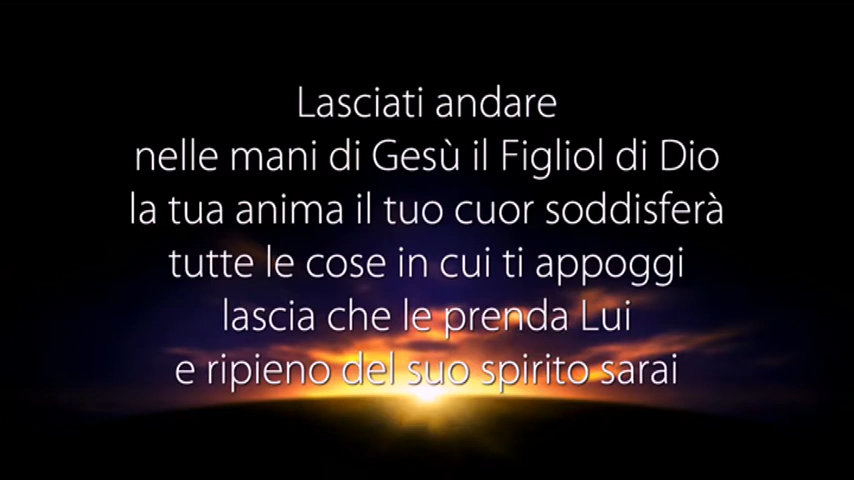 Lasciati andare
nelle mani di Gesù il Figliol di Dio
la tua anima il tuo cuor soddisferà
tutte le cose in cui ti appoggi
lascia che le prenda Lui
e ripieno del suo spirito sarai